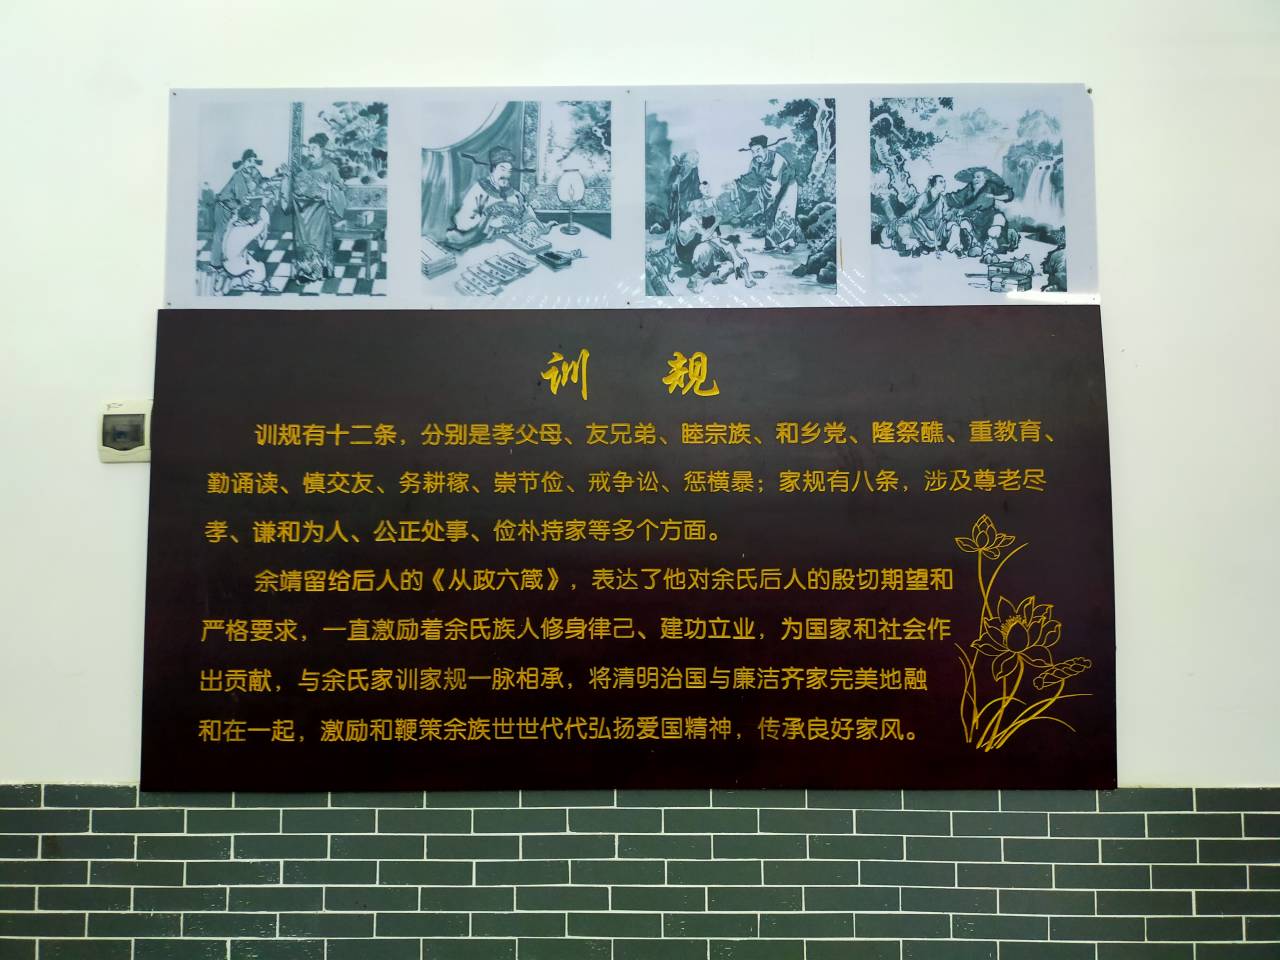 训 规
训规有十二条，分别是孝父母、友兄弟、睦宗族、和乡党、隆祭醮、重教育、
勤诵读、慎交友、务耕稼、崇节俭、戒争讼、惩横暴；家规有八条，涉及尊老尽
孝、谦和为人、公正处事、俭朴持家等多个方面。
余靖留给后人的《从政六箴》，表达了他对余氏后人的殷切期望和
严格要求，一直激励着余氏族人修身律己、建功立业，为国家和社会作
出贡献，与余氏家训家规一脉相承，将清明治国与廉洁齐家完美地融
和在一起，激励和鞭策余族世世代代弘扬爱国精神，传承良好家风。